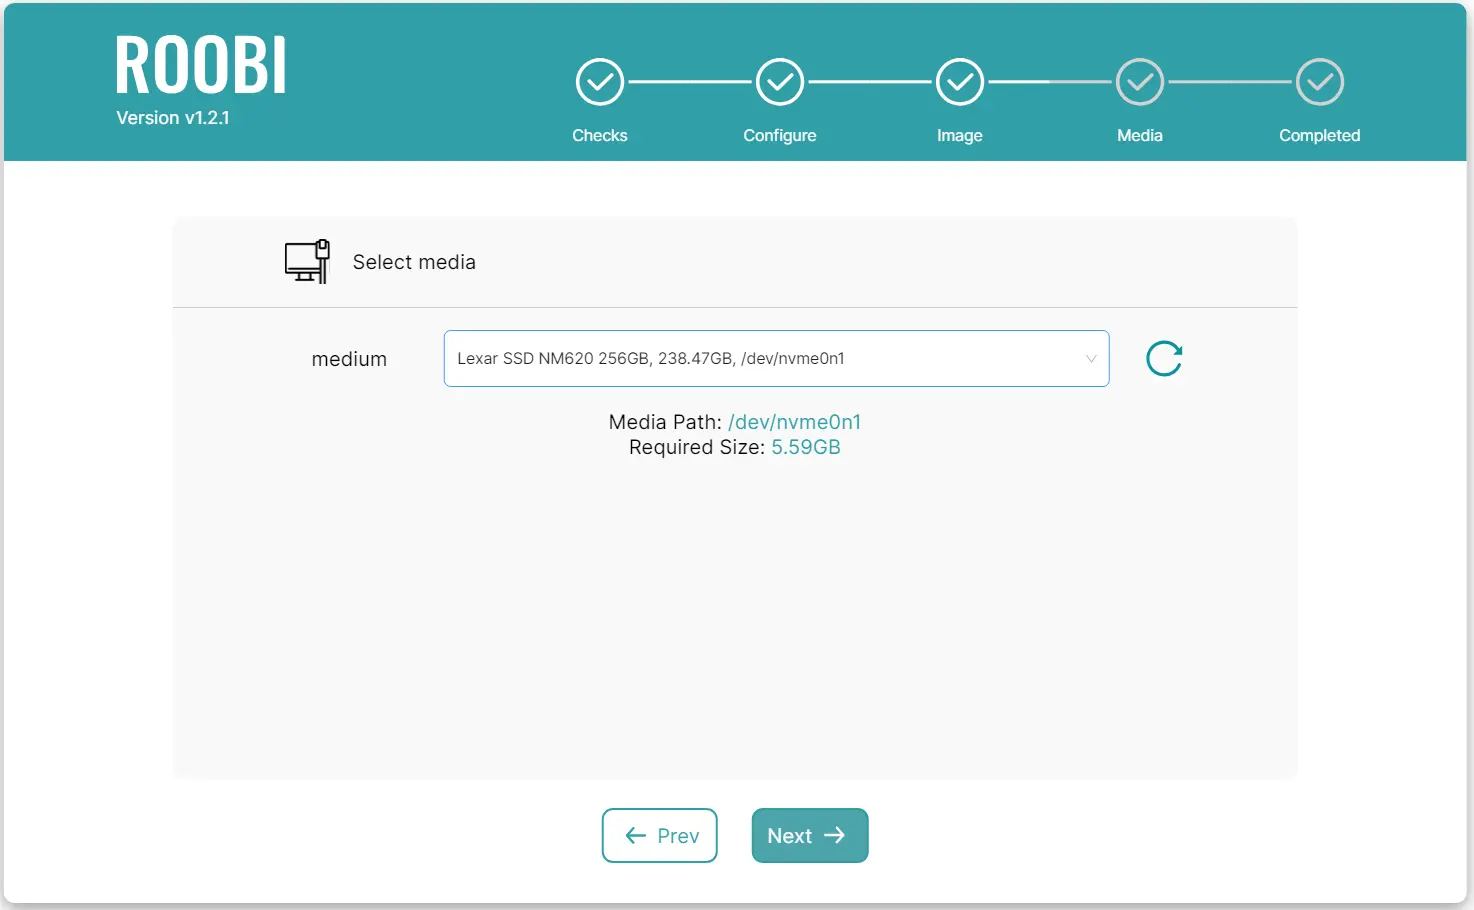 ROOBI
Version v1.2.1
Checks
Configure
Image
Media
Completed
Select media
medium
Lexar SSD NM620 256GB, 238.47GB, /dev/nvme0n1
Media Path: /dev/nvme0n1
Required Size: 5.59GB
Prev
Next